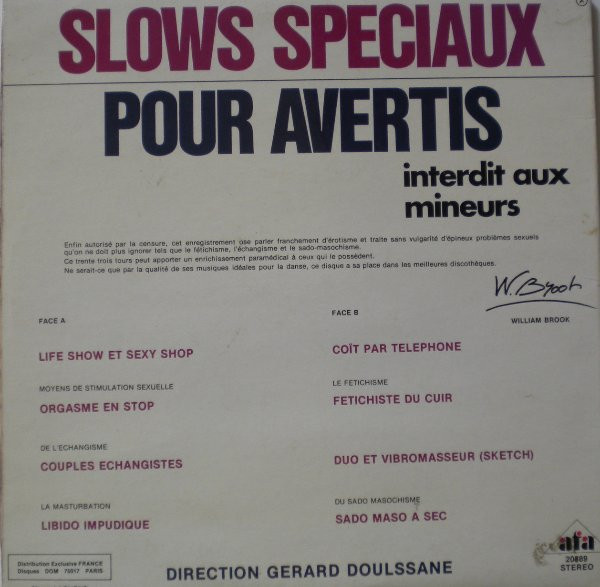 SLOWS SPECIAUX
POUR AVERTIS
interdit aux
mineurs
Enfin autorisé par la censure, cet enregistrement ose parler franchement d'érotisme et traite sans vulgarité d'épineux problèmes sexuels
qu'on ne doit plus ignorer tels que le fétichisme, l'échangisme et le sado-masochisme.
Ce trente trois tours peut apporter un enrichissement paramédical à ceux qui le possèdent.
Ne serait-ce que par la qualité de ses musiques idéales pour la danse, ce disque a sa place dans les meilleures discothèques.
W. Brook
WILLIAM BROOK
FACE A
LIFE SHOW ET SEXY SHOP
MOYENS DE STIMULATION SEXUELLE
ORGASME EN STOP
DE L'ECHANGISME
COUPLES ECHANGISTES
LA MASTURBATION
LIBIDO IMPUDIQUE
FACE B
COÏT PAR TELEPHONE
LE FETICHISME
FETICHISTE DU CUIR
DUO ET VIBROMASSEUR (SKETCH)
DU SADO MASOCHISME
SADO MASO A SEC
Distribution Exclusive FRANCE
Disques DOM 75017 PARIS
DIRECTION GERARD DOULSSANE
afa
STEREO